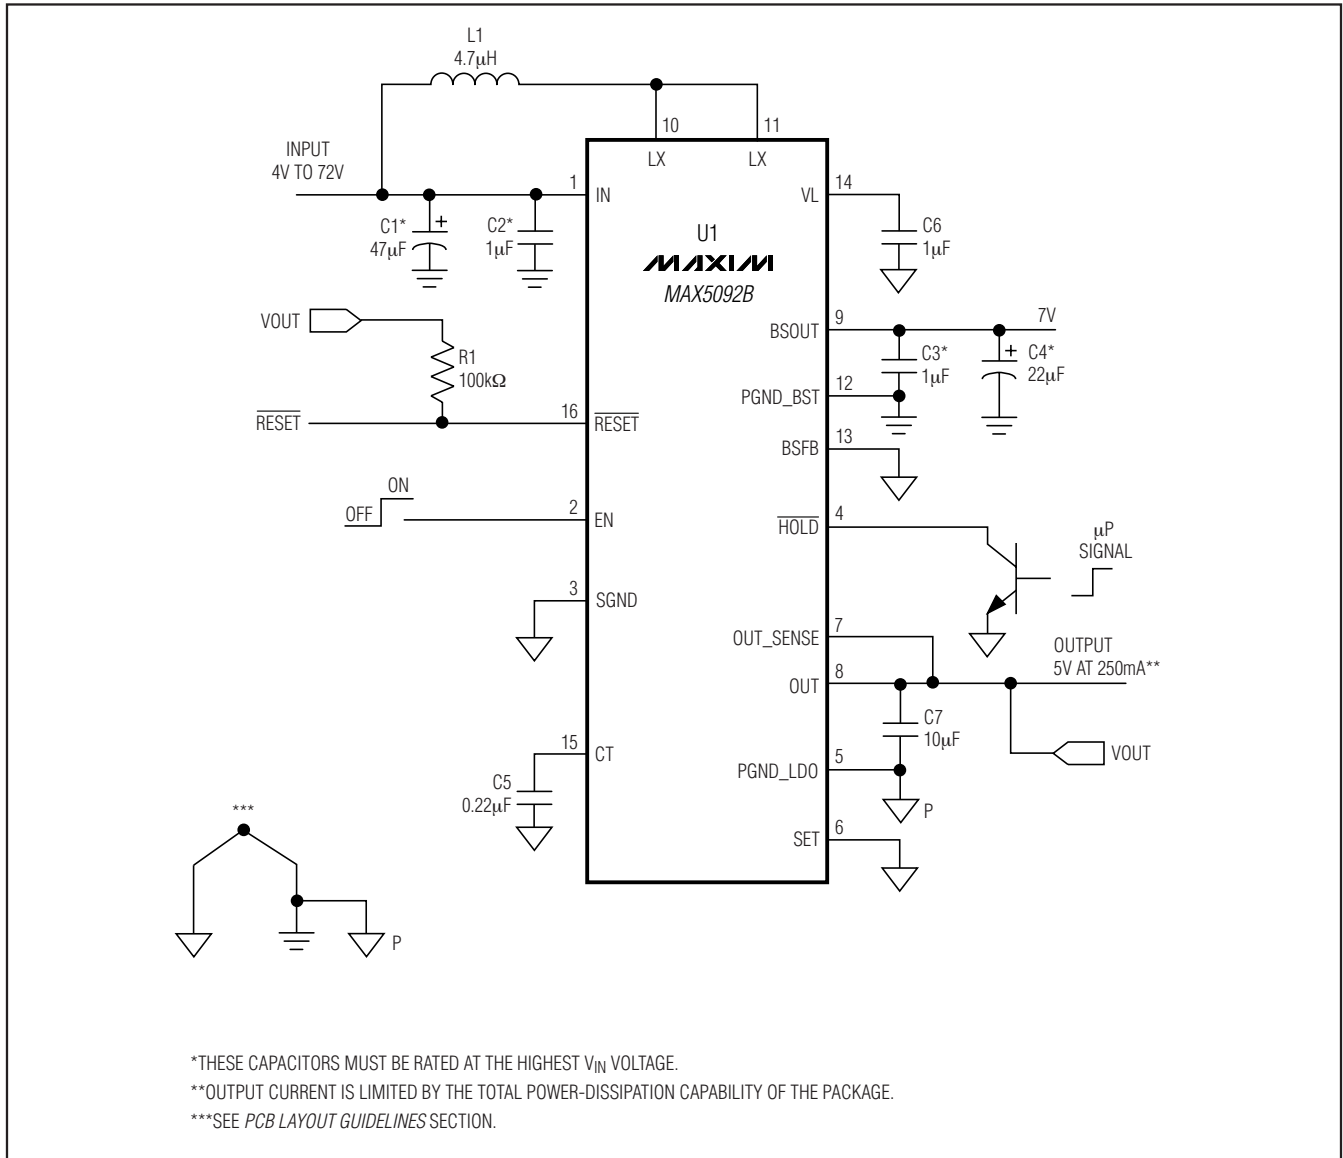 L1
4.7μH
10
11
LX
LX
INPUT
4V TO 72V
1
IN
VL
14
C1*
47μF
+
C2*
1μF
C6
1μF
U1
MAXIM
MAX5092B
VOUT
R1
100kΩ
BSOUT
9
7V
C3*
1μF
+
C4*
22μF
PGND_BST
12
RESET
16
RESET
BSFB
13
OFF
ON
2
EN
HOLD
4
μP
SIGNAL
3
SGND
OUT_SENSE
7
OUTPUT
5V AT 250mA**
OUT
8
C7
10μF
VOUT
15
CT
C5
0.22μF
PGND_LDO
5
P
SET
6
***
P
*THESE CAPACITORS MUST BE RATED AT THE HIGHEST VIN VOLTAGE.
**OUTPUT CURRENT IS LIMITED BY THE TOTAL POWER-DISSIPATION CAPABILITY OF THE PACKAGE.
***SEE PCB LAYOUT GUIDELINES SECTION.